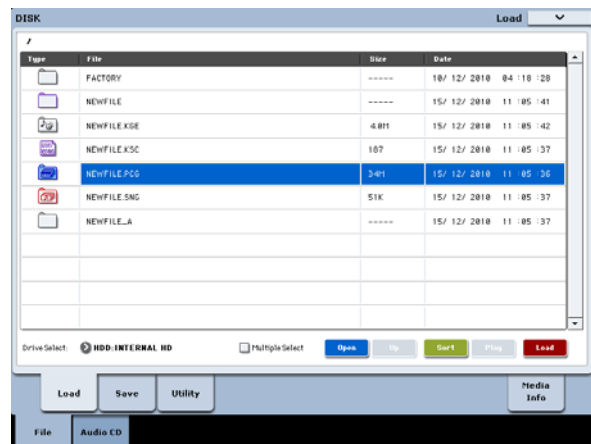 DISK Load
/
Type File Size Date
FACTORY ----- 10/ 12/ 2010 04 :18 :28
NEWFILE ----- 15/ 12/ 2010 11 :05 :41
NEWFILE.KGE 4.8M 15/ 12/ 2010 11 :05 :42
NEWFILE.KSC 187 15/ 12/ 2010 11 :05 :37
NEWFILE.PCG 34M 15/ 12/ 2010 11 :05 :36
NEWFILE.SNG 51K 15/ 12/ 2010 11 :05 :37
NEWFILE_A ----- 15/ 12/ 2010 11 :05 :37
Drive Select: HDD:INTERNAL HD Multiple Select Open Up Sort Play Load
Load Save Utility Media Info
File Audio CD